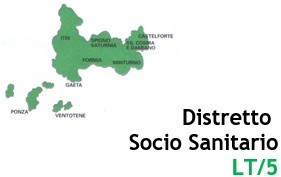 ITRI
SPIGNO
SATURNIA
CASTELFORTE
SS. COSMA
E DAMIANO
FORMIA
MINTURNO
GAETA
PONZA
VENTOTENE
Distretto
Socio Sanitario
LT/5